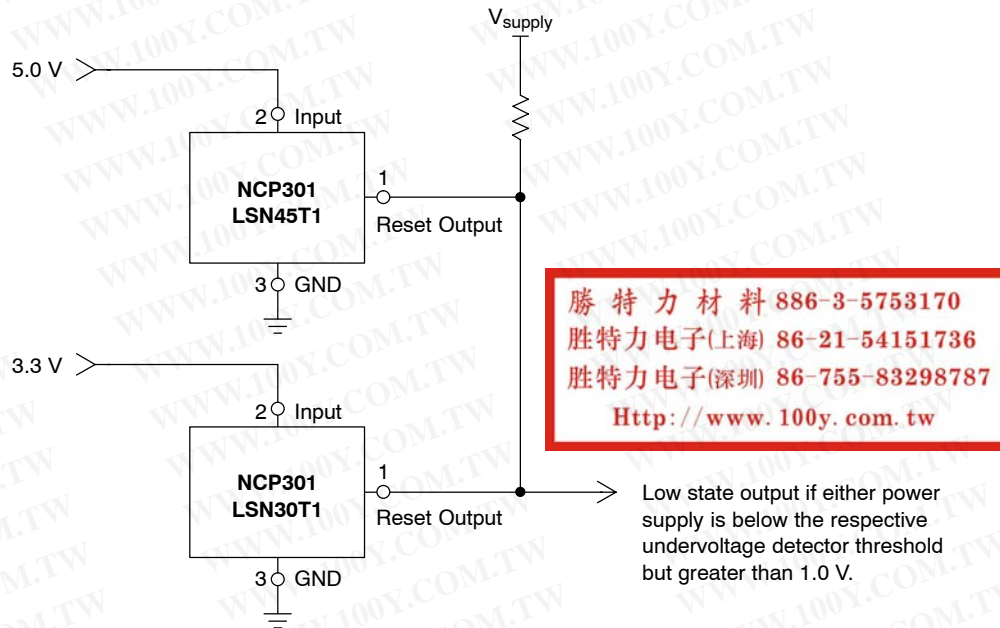 V_supply
5.0 V
2 Input
NCP301
LSN45T1
1
Reset Output
3 GND
3.3 V
2 Input
NCP301
LSN30T1
1
Reset Output
3 GND
Low state output if either power
supply is below the respective
undervoltage detector threshold
but greater than 1.0 V.
勝 特 力 材 料 886-3-5753170
胜特力电子(上海) 86-21-54151736
胜特力电子(深圳) 86-755-83298787
Http://www.100y.com.tw
WWW.100Y.COM.TW